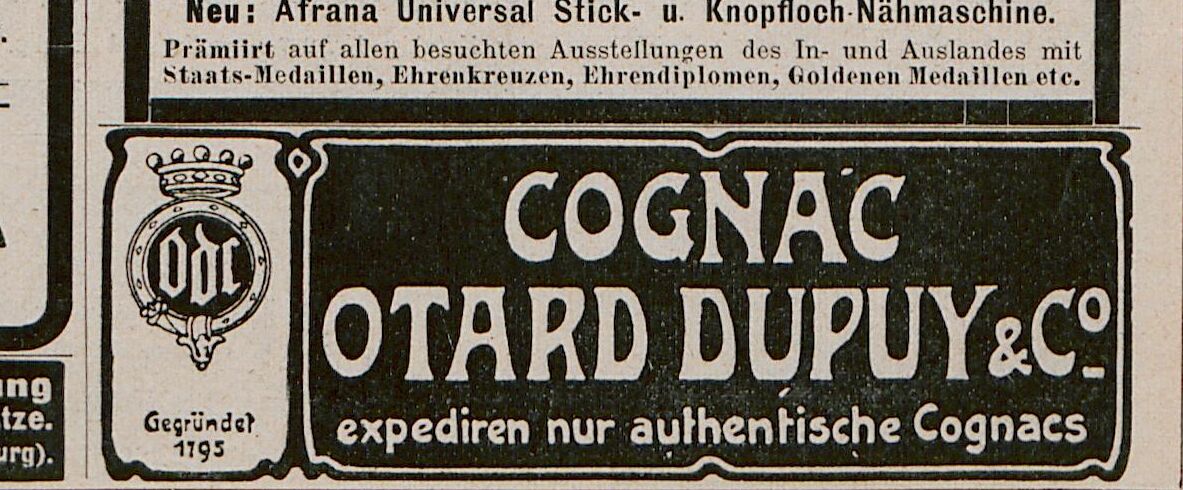 Neu: Afrana Universal Stick- u. Knopfloch-Nähmaschine.
Prämiirt auf allen besuchten Ausstellungen des In- und Auslandes mit
Staats-Medaillen, Ehrenkreuzen, Ehrendiplomen, Goldenen Medaillen etc.
ODC
Gegründet
1795
COGNAC
OTARD DUPUY & Co
expediren nur authentische Cognacs
ung
tze.
urg).